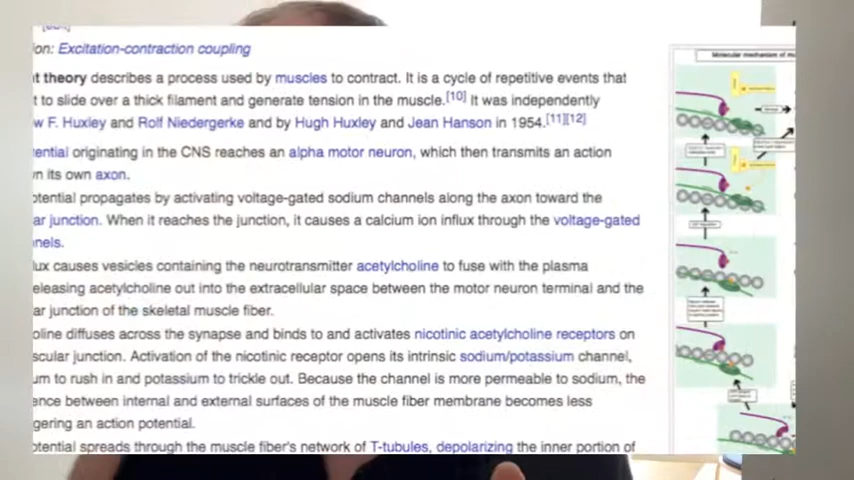 ion: Excitation-contraction coupling
t theory describes a process used by muscles to contract. It is a cycle of repetitive events that
t to slide over a thick filament and generate tension in the muscle.[10] It was independently
w F. Huxley and Rolf Niedergerke and by Hugh Huxley and Jean Hanson in 1954.[11][12]
ential originating in the CNS reaches an alpha motor neuron, which then transmits an action
n its own axon.
otential propagates by activating voltage-gated sodium channels along the axon toward the
ar junction. When it reaches the junction, it causes a calcium ion influx through the voltage-gated
nels.
lux causes vesicles containing the neurotransmitter acetylcholine to fuse with the plasma
eleasing acetylcholine out into the extracellular space between the motor neuron terminal and the
ar junction of the skeletal muscle fiber.
oline diffuses across the synapse and binds to and activates nicotinic acetylcholine receptors on
scular junction. Activation of the nicotinic receptor opens its intrinsic sodium/potassium channel,
um to rush in and potassium to trickle out. Because the channel is more permeable to sodium, the
ence between internal and external surfaces of the muscle fiber membrane becomes less
gering an action potential.
otential spreads through the muscle fiber's network of T-tubules, depolarizing the inner portion of
Molecular mechanism of mu